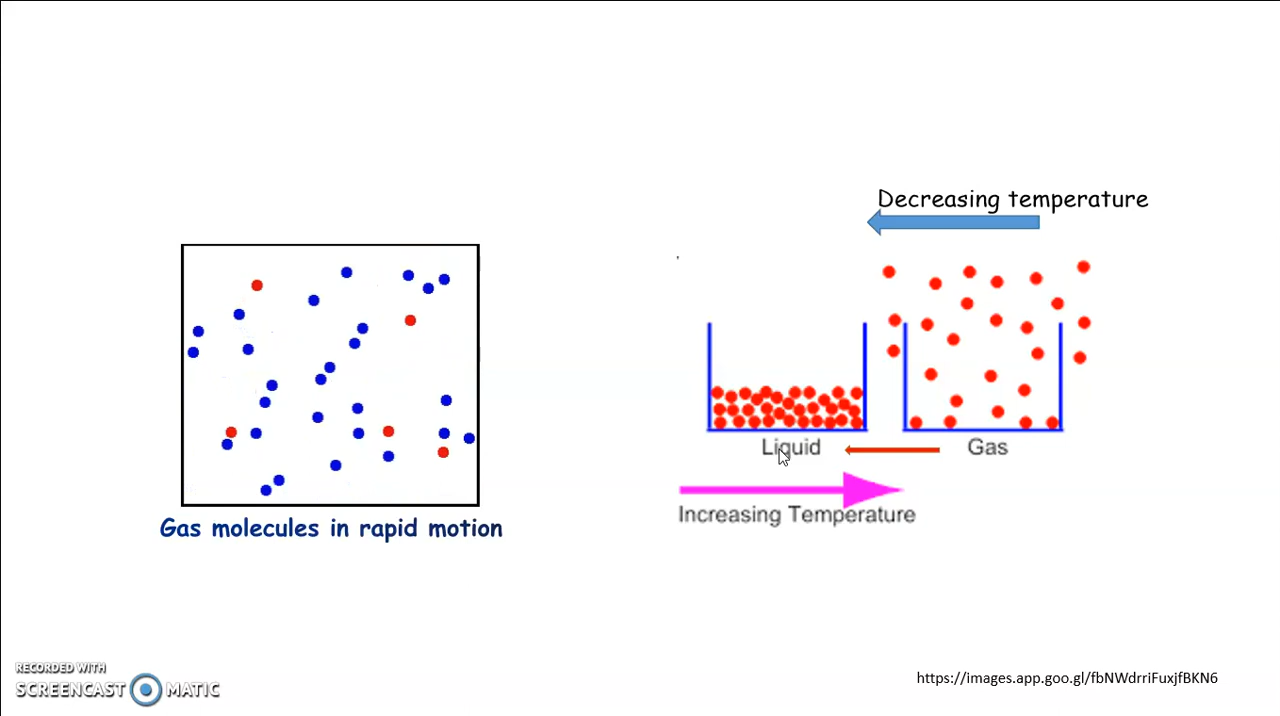 Decreasing temperature
Liquid
Gas
Increasing Temperature
Gas molecules in rapid motion
RECORDED WITH
SCREENCAST MATIC
https://images.app.goo.gl/fbNWdrriFuxjfBKN6